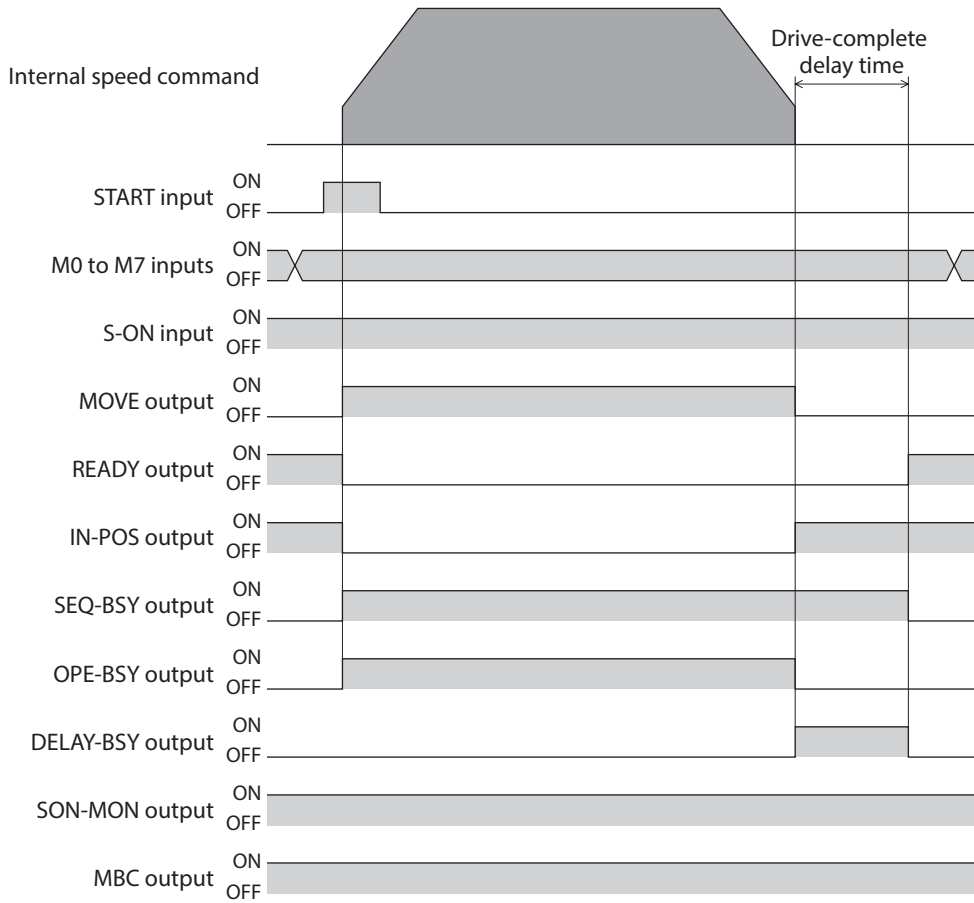 Drive-complete
delay time
Internal speed command
START input
ON
OFF
M0 to M7 inputs
ON
OFF
S-ON input
ON
OFF
MOVE output
ON
OFF
READY output
ON
OFF
IN-POS output
ON
OFF
SEQ-BSY output
ON
OFF
OPE-BSY output
ON
OFF
DELAY-BSY output
ON
OFF
SON-MON output
ON
OFF
MBC output
ON
OFF